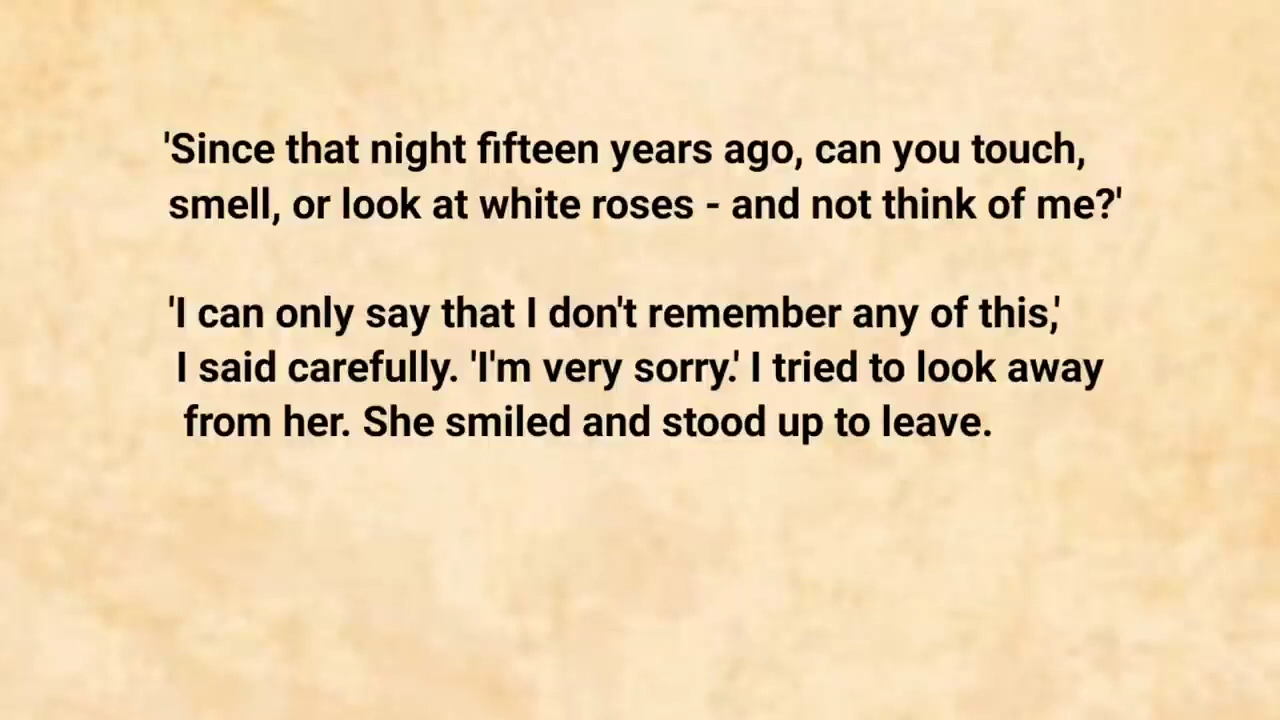 'Since that night fifteen years ago, can you touch,
smell, or look at white roses - and not think of me?'
'I can only say that I don't remember any of this,'
I said carefully. 'I'm very sorry.' I tried to look away
from her. She smiled and stood up to leave.